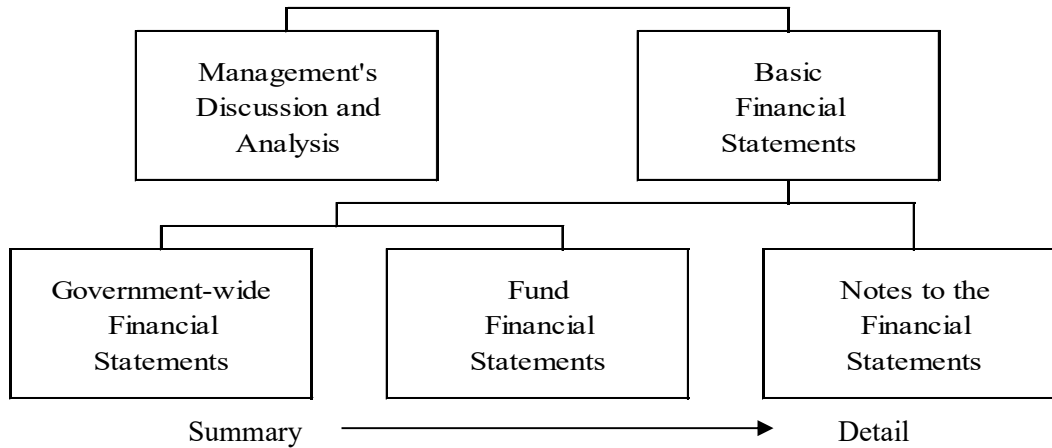 Management's
Discussion and
Analysis
Basic
Financial
Statements
Government-wide
Financial
Statements
Fund
Financial
Statements
Notes to the
Financial
Statements
Summary
Detail